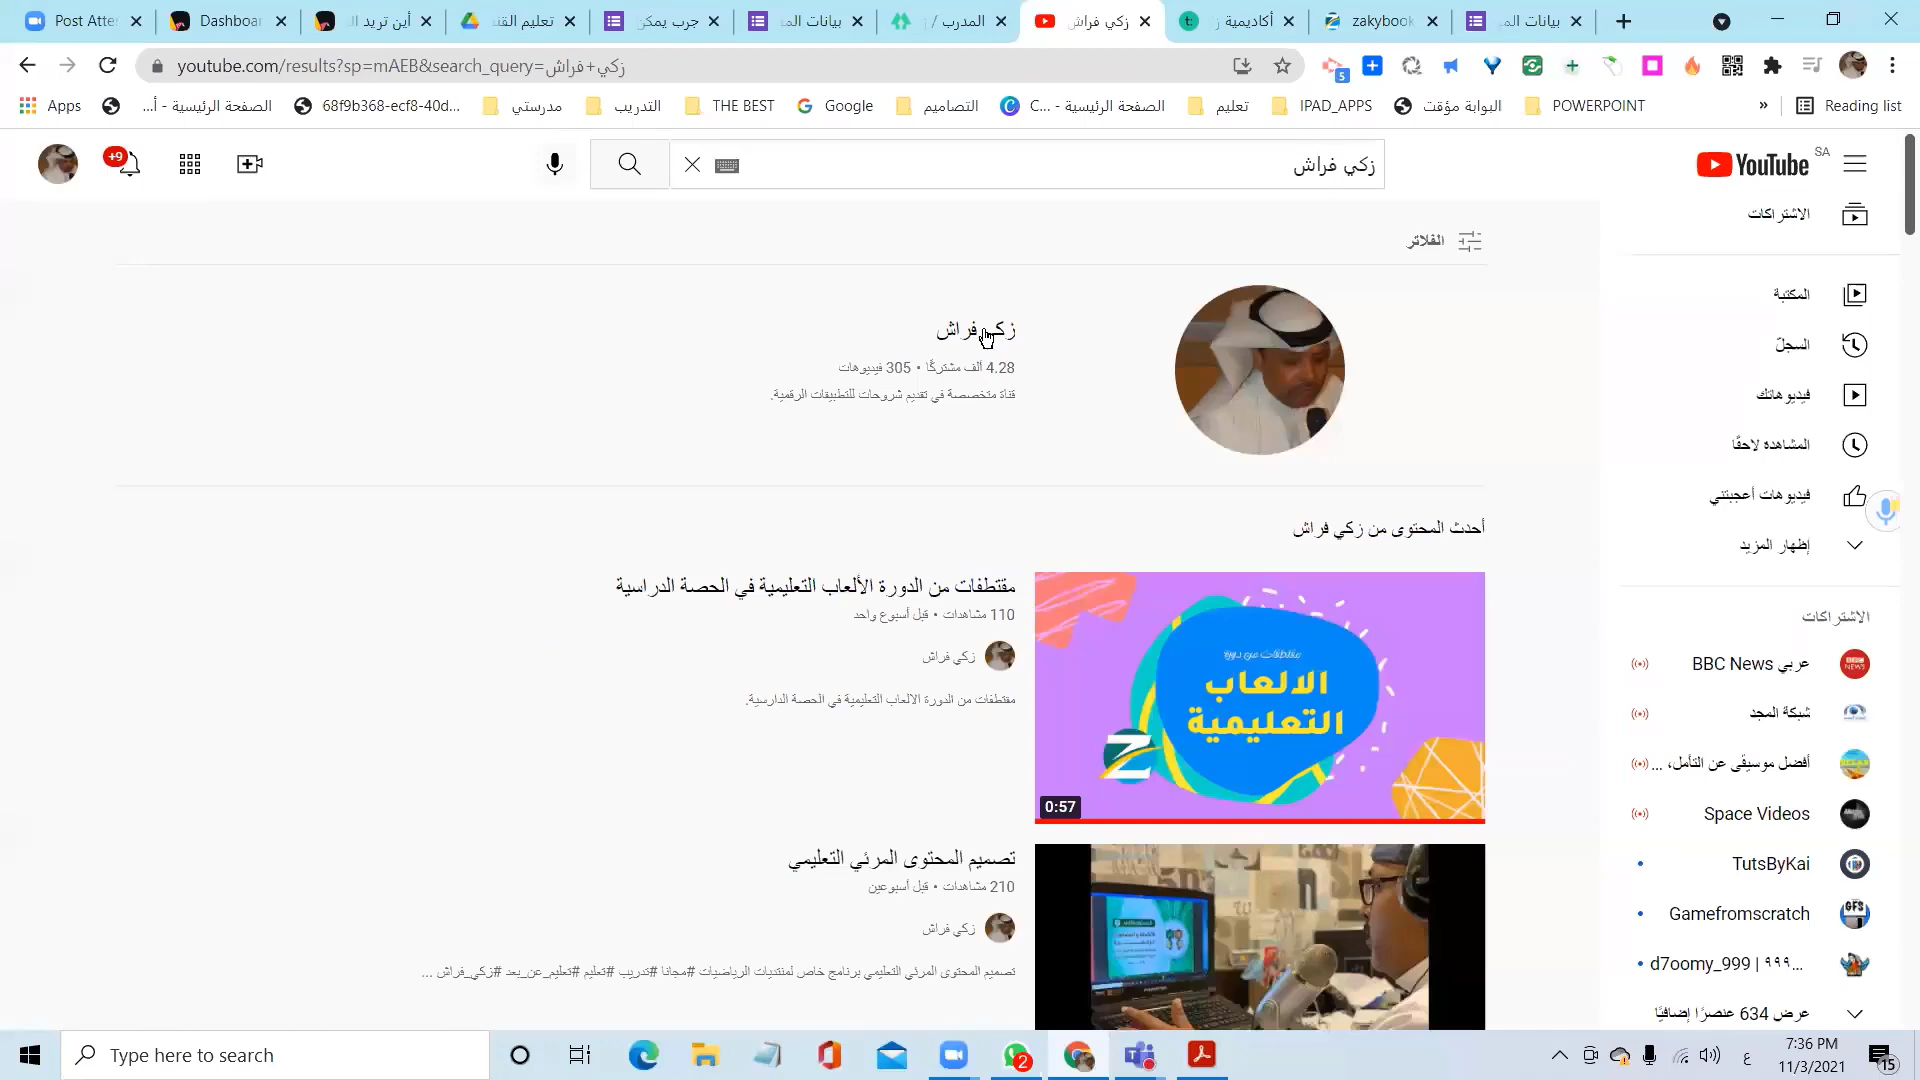 Post Atte
Dashboar
أين تريد ال
تعليم القند
جرب يمكن
بيانات الم
المدرب / ز
زكي فراش
أكاديمية ز
zakybook
بيانات الم
youtube.com/results?sp=mAEB&search_query=زكي+فراش
5
Apps
الصفحة الرئيسية - أ...
68f9b368-ecf8-40d...
مدرستي
التدريب
THE BEST
Google
التصاميم
الصفحة الرئيسية - C...
تعليم
IPAD_APPS
البوابة مؤقت
POWERPOINT
»
Reading list
+9
زكي فراش
YouTube SA
الاشتراكات
المكتبة
السجلّ
فيديوهاتك
المشاهدة لاحقًا
فيديوهات أعجبتني
إظهار المزيد
الاشتراكات
BBC News عربي
شبكة المجد
أفضل موسيقى عن التأمل، ...
Space Videos
TutsByKai
Gamefromscratch
d7oomy_999 | ٩٩٩...
عرض 634 عنصرًا إضافيًا
الفلاتر
زكي فراش
4.28 ألف مشتركًا • 305 فيديوهات
قناة متخصصة في تقديم شروحات للتطبيقات الرقمية.
أحدث المحتوى من زكي فراش
مقتطفات من الدورة الألعاب التعليمية في الحصة الدراسية
110 مشاهدات • قبل أسبوع واحد
زكي فراش
مقتطفات من الدورة الالعاب التعليمية في الحصة الدارسية.
مقتطفات من دورة
الالعاب
التعليمية
0:57
تصميم المحتوى المرئي التعليمي
210 مشاهدات • قبل أسبوعين
زكي فراش
تصميم المحتوى المرئي التعليمي برنامج خاص لمنتديات الرياضيات #مجانا #تدريب #تعليم #تعليم_عن_بعد #زكي_فراش ...
Type here to search
2
ع
7:36 PM
11/3/2021
15